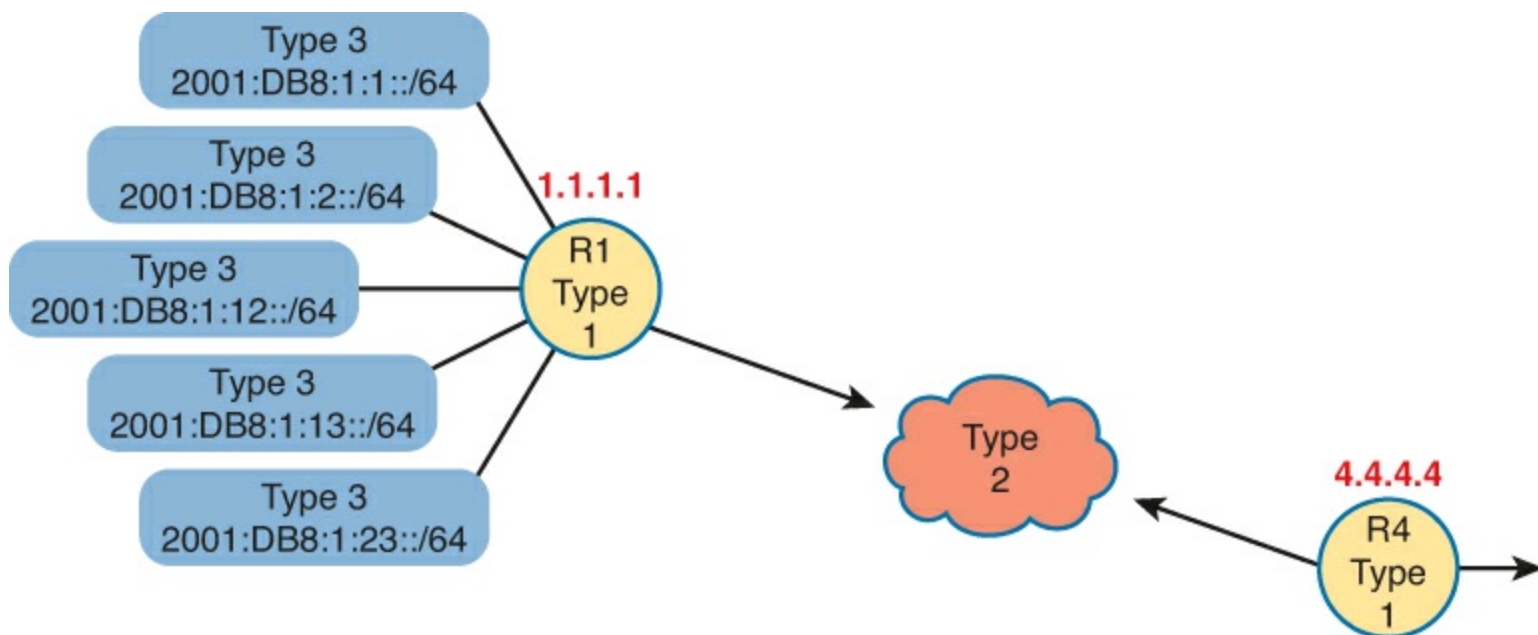 Type 3
2001:DB8:1:1::/64
Type 3
2001:DB8:1:2::/64
Type 3
2001:DB8:1:12::/64
Type 3
2001:DB8:1:13::/64
Type 3
2001:DB8:1:23::/64
1.1.1.1
R1
Type
1
Type
2
4.4.4.4
R4
Type
1